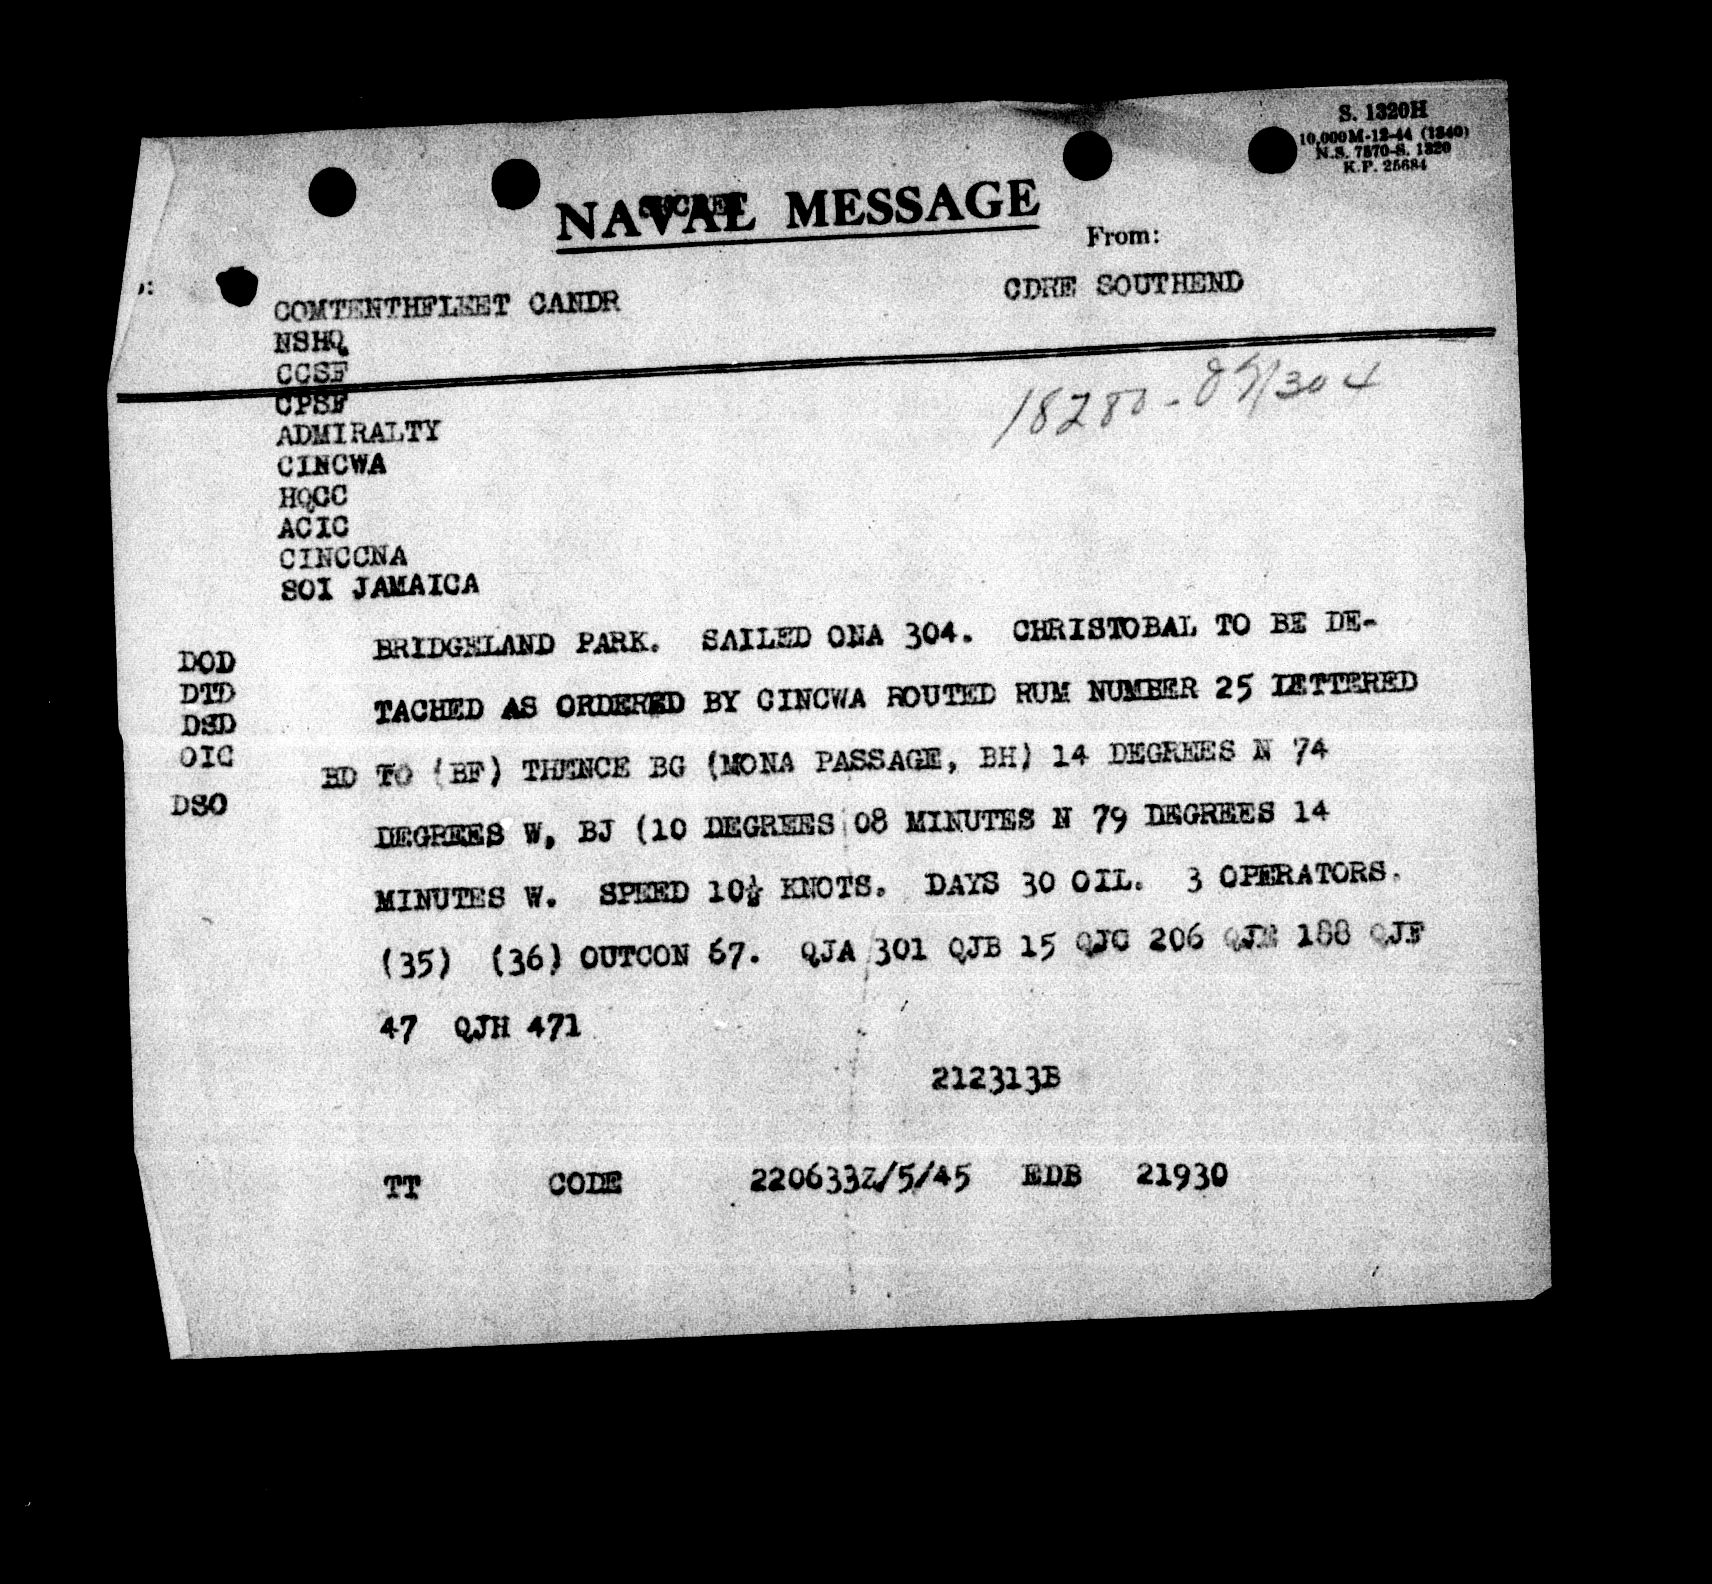 S. 1320H
10,000M-12-44 (1340)
N.S. 7870-S. 1320
K.P. 25684
SECRET
NAVAL MESSAGE
From:
:
COMTENTHFLEET CANDR
CDRE SOUTHEND
NSHQ
CCSF
CPSF
18280-
304
ADMIRALTY
CINCWA
HQCC
ACIC
CINCCNA
SOI JAMAICA
BRIDGELAND PARK. SAILED ONA 304. CHRISTOBAL TO BE DE-
DOD
DTD
TACHED AS ORDERED BY CINCWA ROUTED RUM NUMBER 25 LETTERED
DSD
OIC
BD TO (BF) THENCE BG (MONA PASSAGE, BH) 14 DEGREES N 74
DSO
DEGREES W, BJ (10 DEGREES 08 MINUTES N 79 DEGREES 14
MINUTES W. SPEED 10½ KNOTS. DAYS 30 OIL. 3 OPERATORS.
(35) (36) OUTCON 67. QJA 301 QJB 15 QJC 206 QJE 188 QJF
47 QJH 471
212313B
TT CODE 220633Z/5/45 EDB 21930